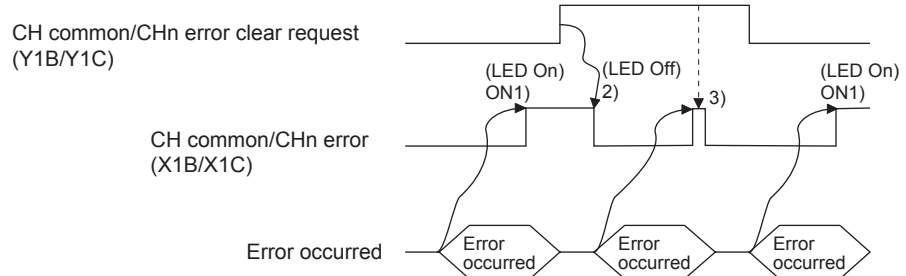 CH common/CHn error clear request
(Y1B/Y1C)
(LED On)
ON1)
(LED Off)
2)
3)
(LED On)
ON1)
CH common/CHn error
(X1B/X1C)
Error occurred
Error
occurred
Error
occurred
Error
occurred